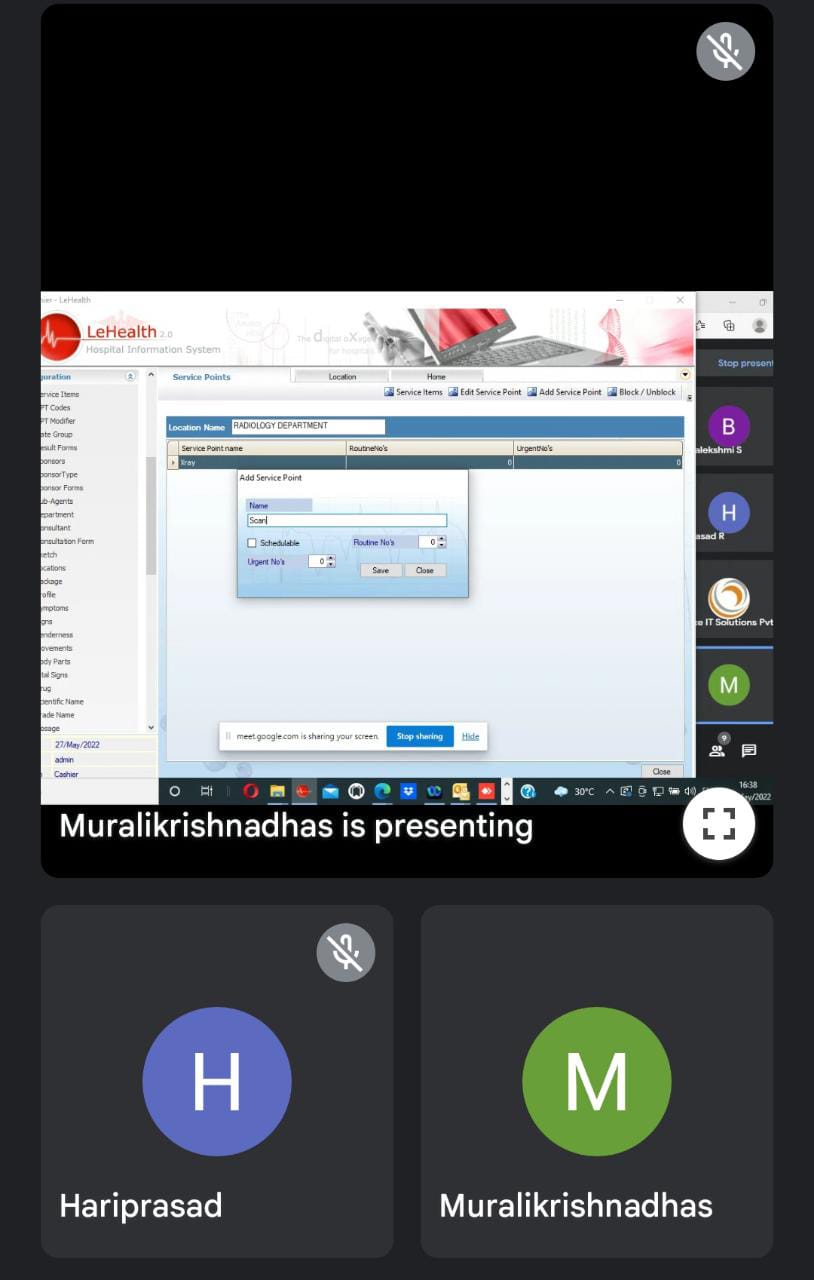 nier - LeHealth
LeHealth 2.0
Hospital Information System
The digital oXygen
for hospitals
guration
Service Points
Location
Home
Stop present
Service Items
Edit Service Point
Add Service Point
Block / Unblock
ervice Items
PT Codes
PT Modifier
ate Group
esult Forms
ponsors
ponsorType
ponsor Forms
ub-Agents
epartment
onsultant
onsultation Form
ketch
ocations
ackage
rofile
ymptoms
igns
enderness
ovements
ody Parts
ital Signs
rug
cientific Name
rade Name
osage
27/May/2022
admin
Cashier
Location Name RADIOLOGY DEPARTMENT
Service Point name RoutineNo's UrgentNo's
Xray 0 0
Add Service Point
Name
Scan
Schedulable Routine No's 0
Urgent No's 0
Save Close
meet.google.com is sharing your screen. Stop sharing Hide
Close
B
alekshmi S
H
asad R
e IT Solutions Pvt
M
9
30°C
16:38
ay/2022
Muralikrishnadhas is presenting
H
Hariprasad
M
Muralikrishnadhas